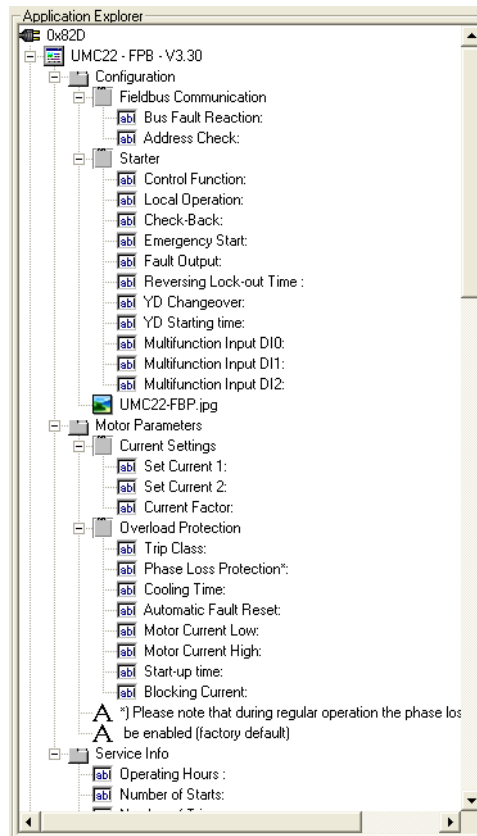 Application Explorer
0x82D
UMC22 - FPB - V3.30
Configuration
Fieldbus Communication
Bus Fault Reaction:
Address Check:
Starter
Control Function:
Local Operation:
Check-Back:
Emergency Start:
Fault Output:
Reversing Lock-out Time :
YD Changeover:
YD Starting time:
Multifunction Input DI0:
Multifunction Input DI1:
Multifunction Input DI2:
UMC22-FBP.jpg
Motor Parameters
Current Settings
Set Current 1:
Set Current 2:
Current Factor:
Overload Protection
Trip Class:
Phase Loss Protection*:
Cooling Time:
Automatic Fault Reset:
Motor Current Low:
Motor Current High:
Start-up time:
Blocking Current:
*) Please note that during regular operation the phase los
be enabled (factory default)
Service Info
Operating Hours :
Number of Starts: